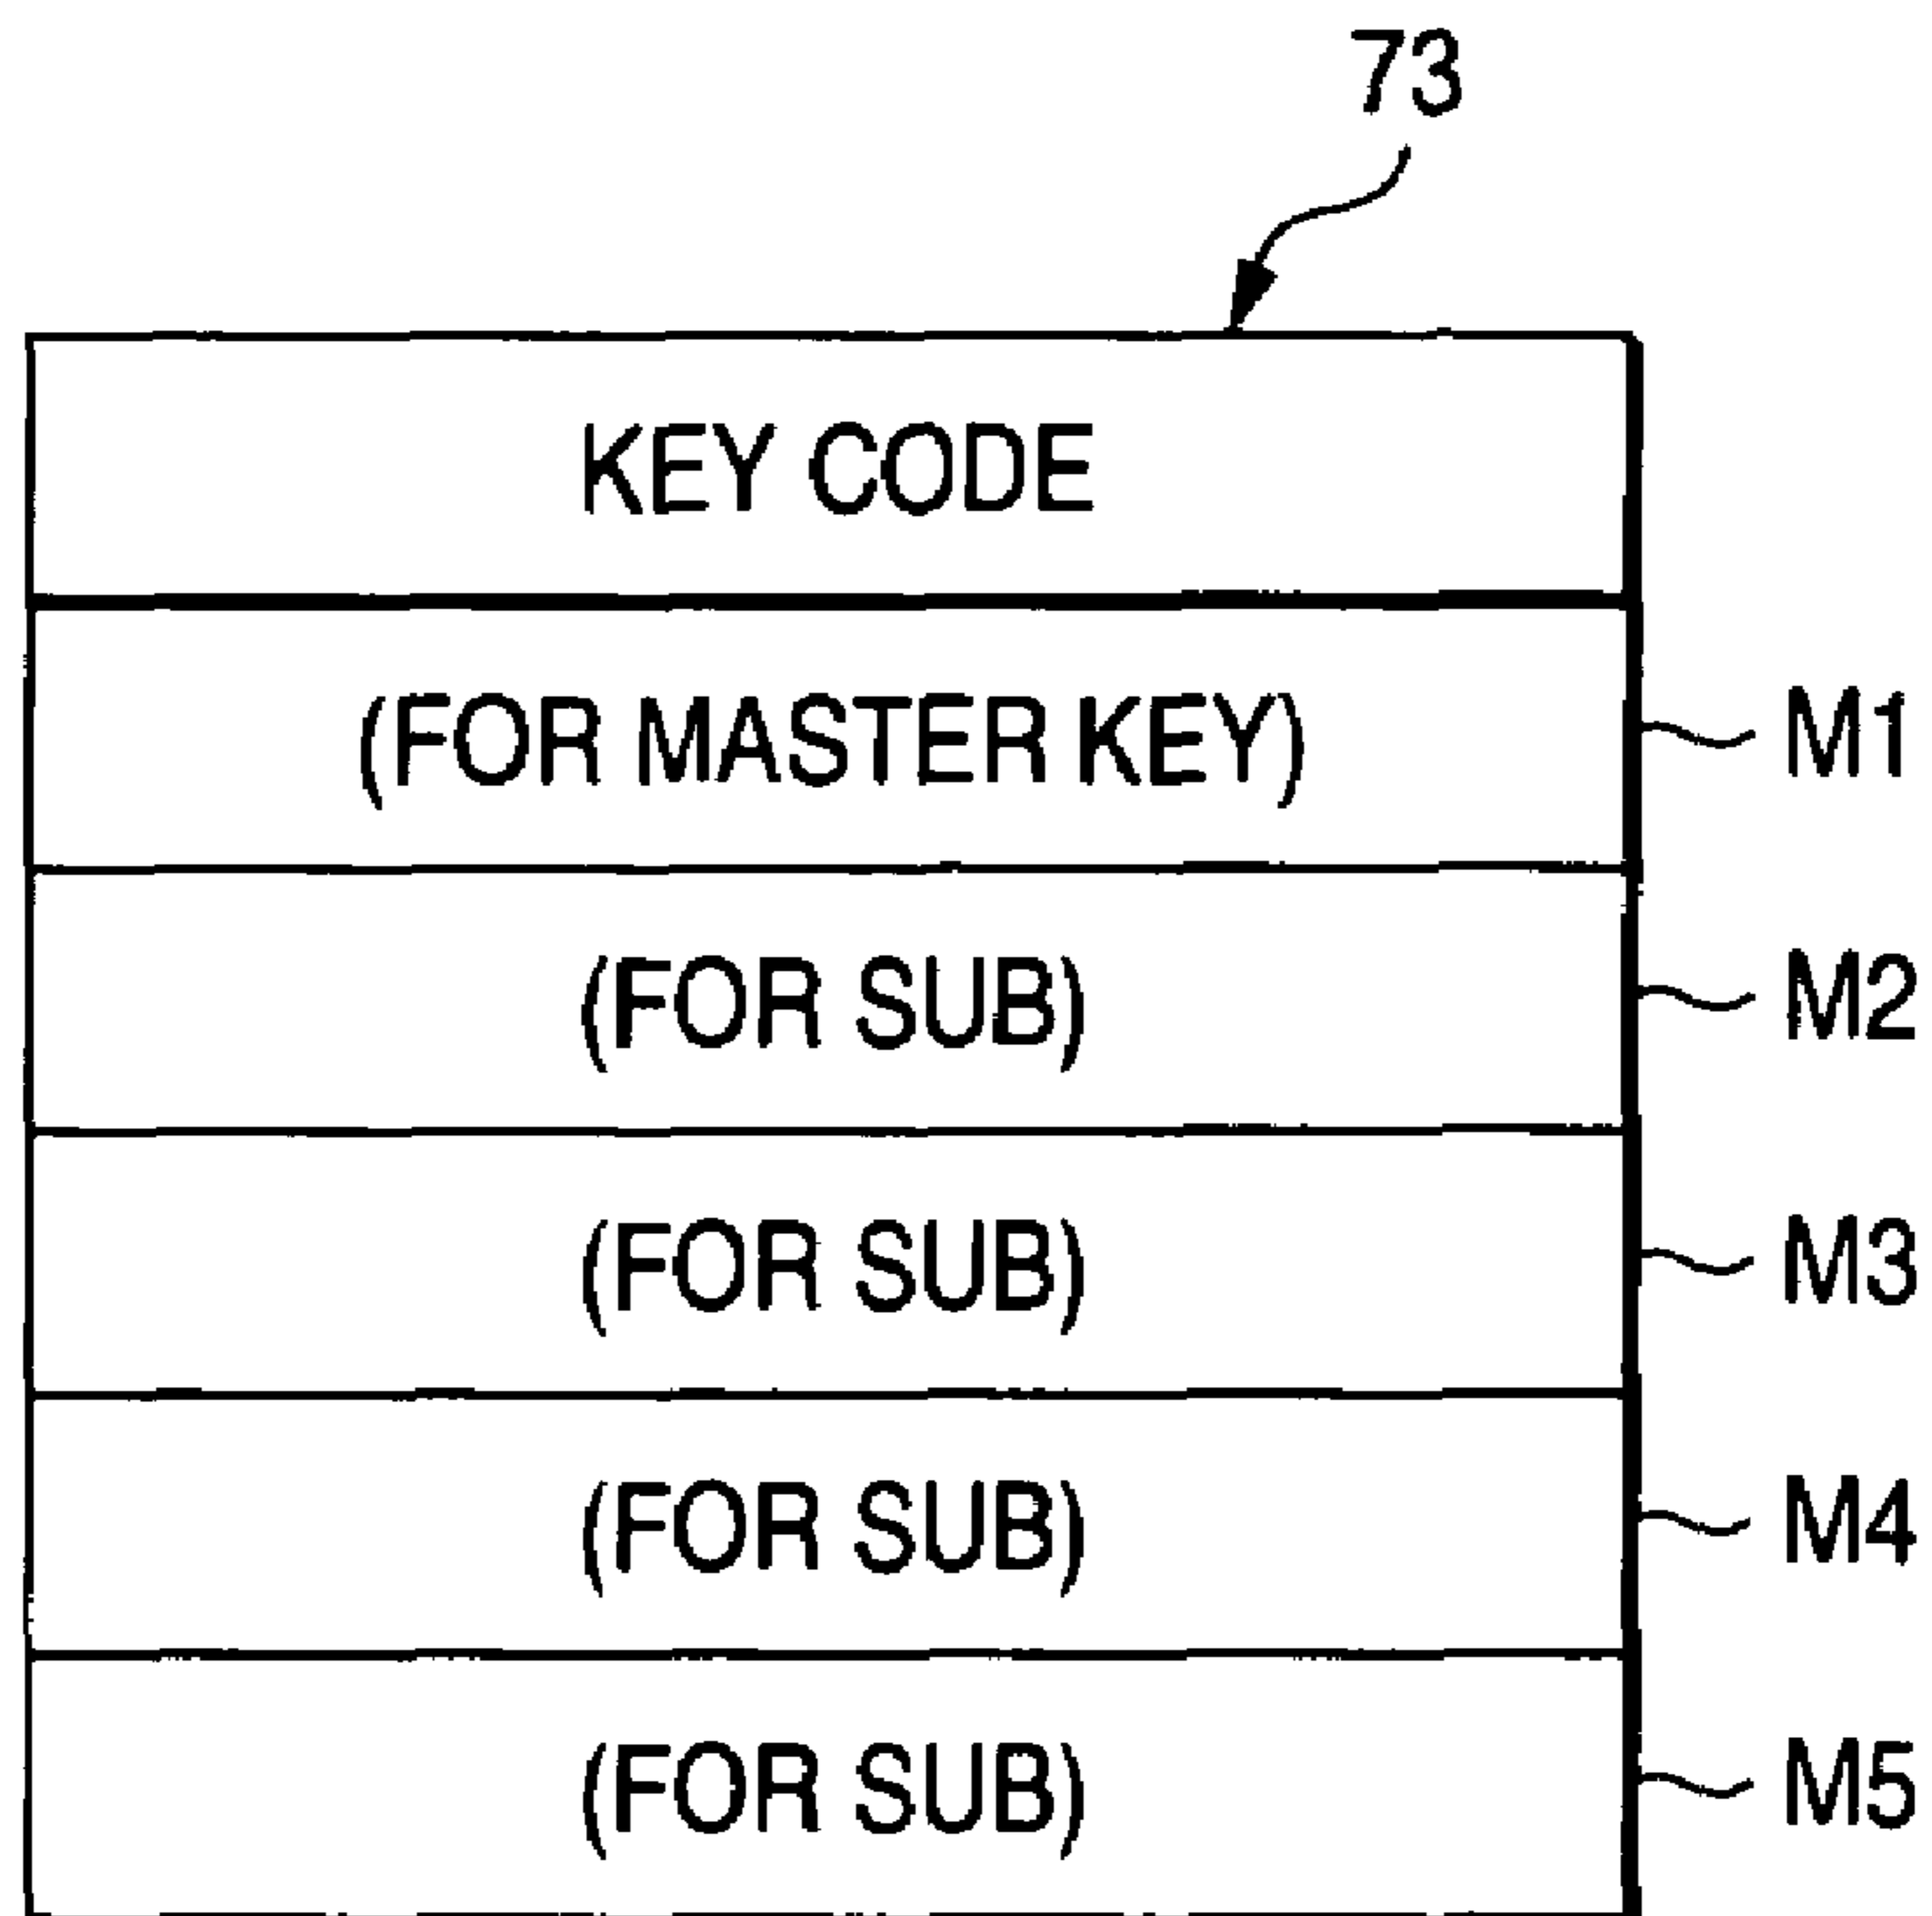 73
KEY CODE
(FOR MASTER KEY) M1
(FOR SUB) M2
(FOR SUB) M3
(FOR SUB) M4
(FOR SUB) M5